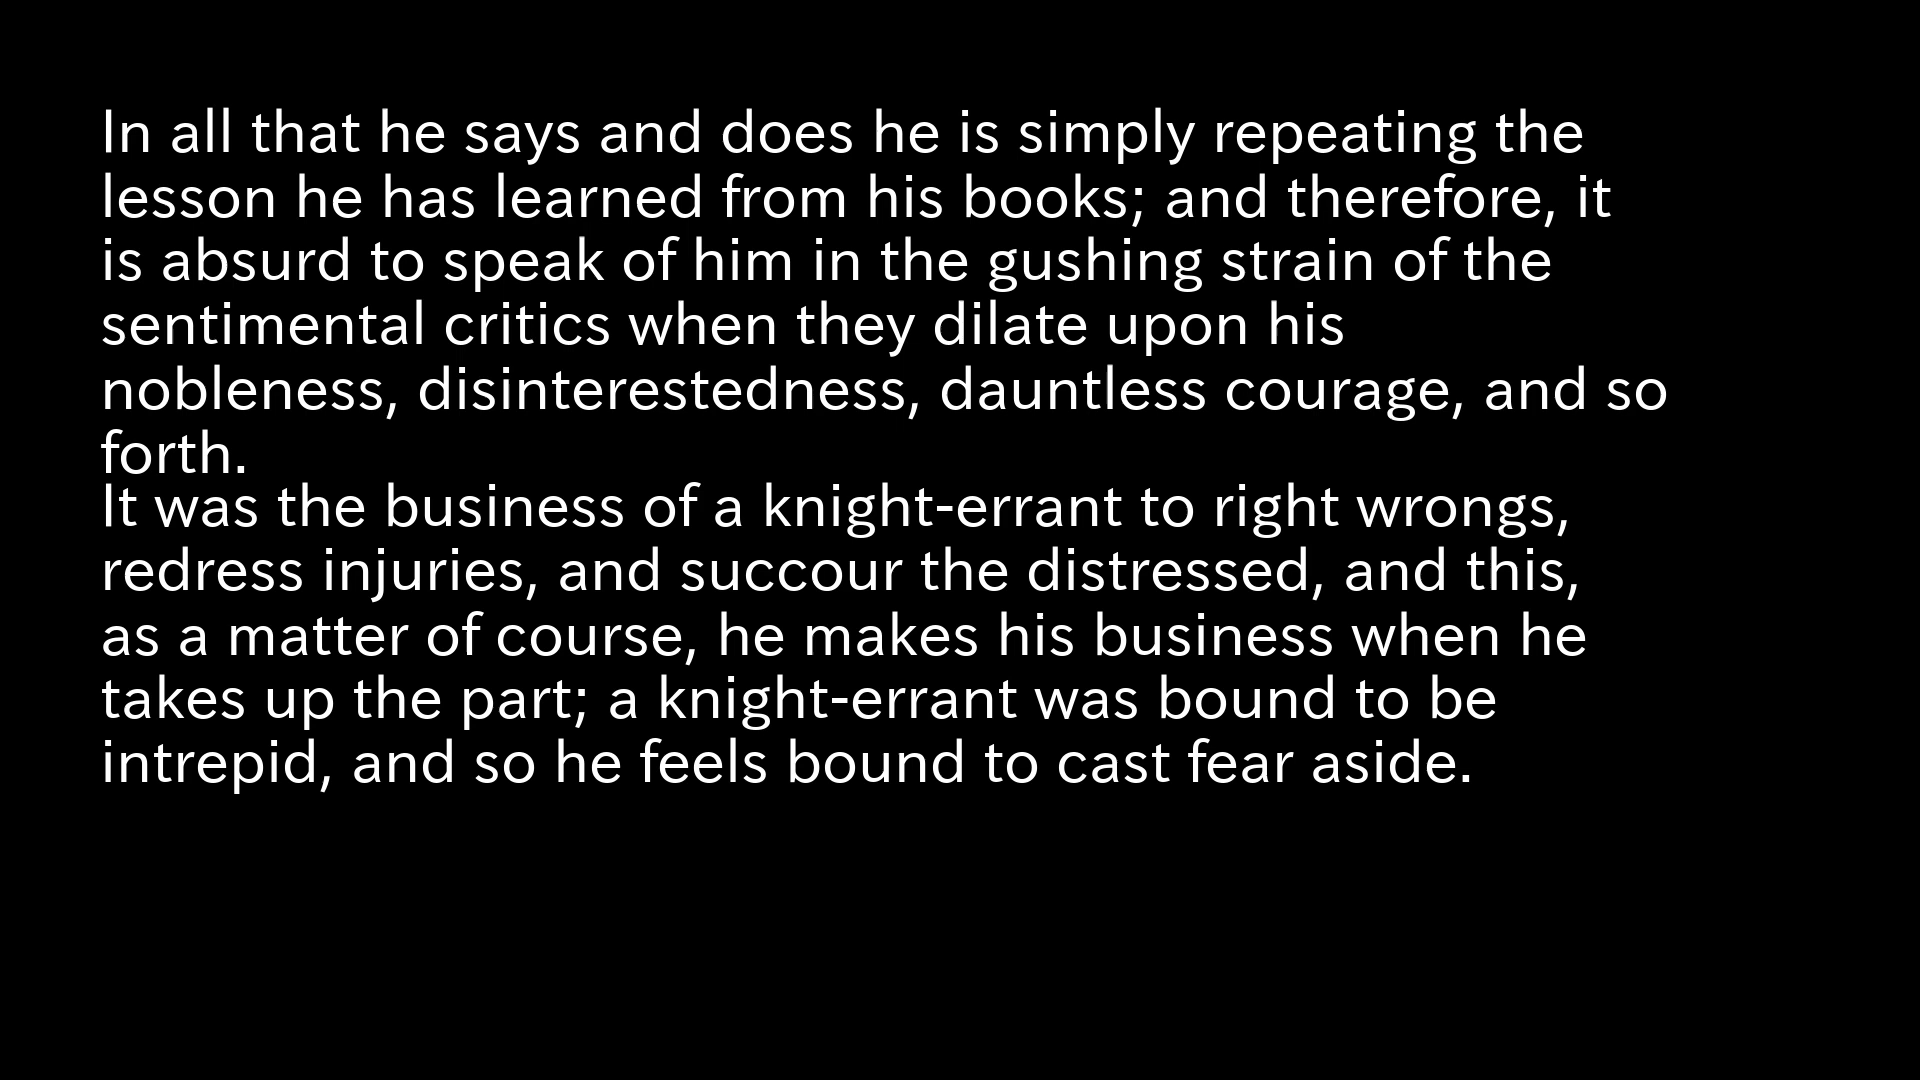 In all that he says and does he is simply repeating the
lesson he has learned from his books; and therefore, it
is absurd to speak of him in the gushing strain of the
sentimental critics when they dilate upon his
nobleness, disinterestedness, dauntless courage, and so
forth.
It was the business of a knight-errant to right wrongs,
redress injuries, and succour the distressed, and this,
as a matter of course, he makes his business when he
takes up the part; a knight-errant was bound to be
intrepid, and so he feels bound to cast fear aside.